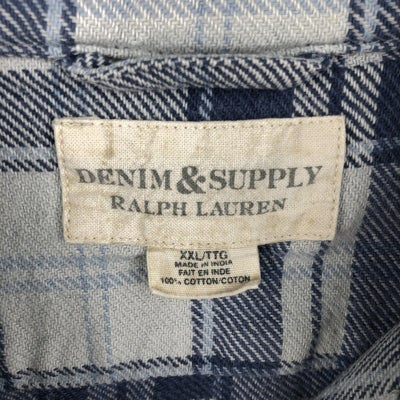 DENIM&SUPPLY
RALPH LAUREN
XXL/TTG
MADE IN INDIA
FAIT EN INDE
100% COTTON/COTON